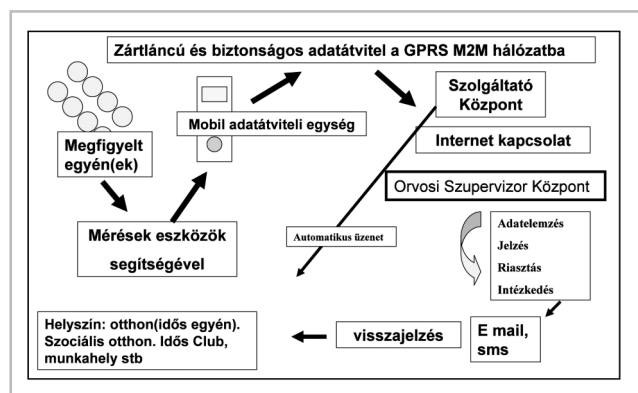 Zártláncú és biztonságos adatátvitel a GPRS M2M hálózatba
Szolgáltató
Központ
Mobil adatátviteli egység
Megfigyelt
egyén(ek)
Internet kapcsolat
Orvosi Szupervizor Központ
Mérések eszközök
segítségével
Automatikus üzenet
Adatelemzés
Jelzés
Riasztás
Intézkedés
Helyszín: otthon(idős egyén).
Szociális otthon. Idős Club,
munkahely stb
visszajelzés
E mail,
sms